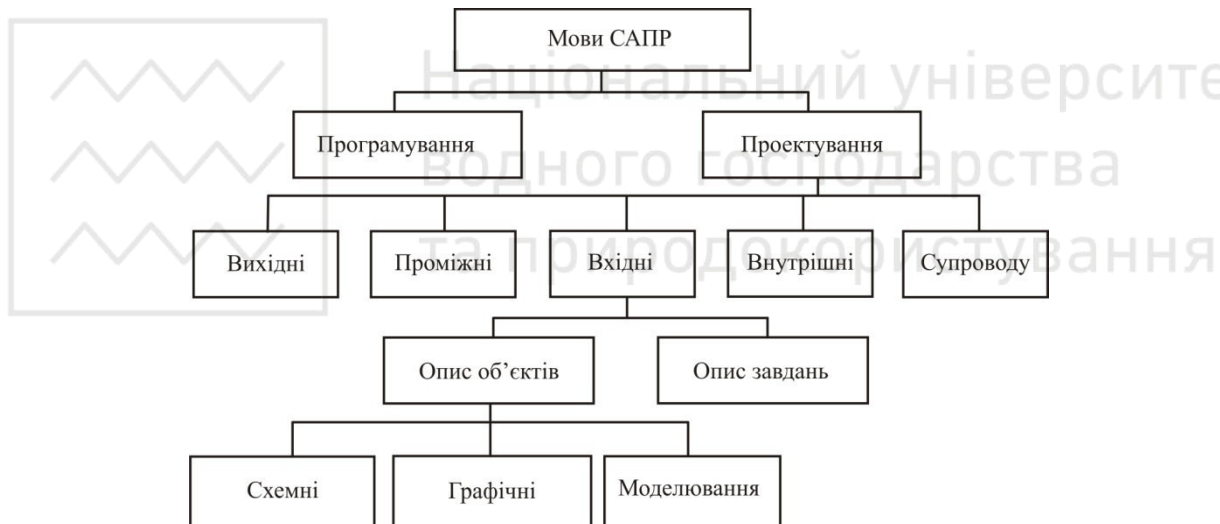 Мови САПР
Національний університе
Програмування
Проектування
водного господарства
Вихідні
Проміжні
Вхідні
Внутрішні
Супроводу
та природокористування
Опис об’єктів
Опис завдань
Схемні
Графічні
Моделювання